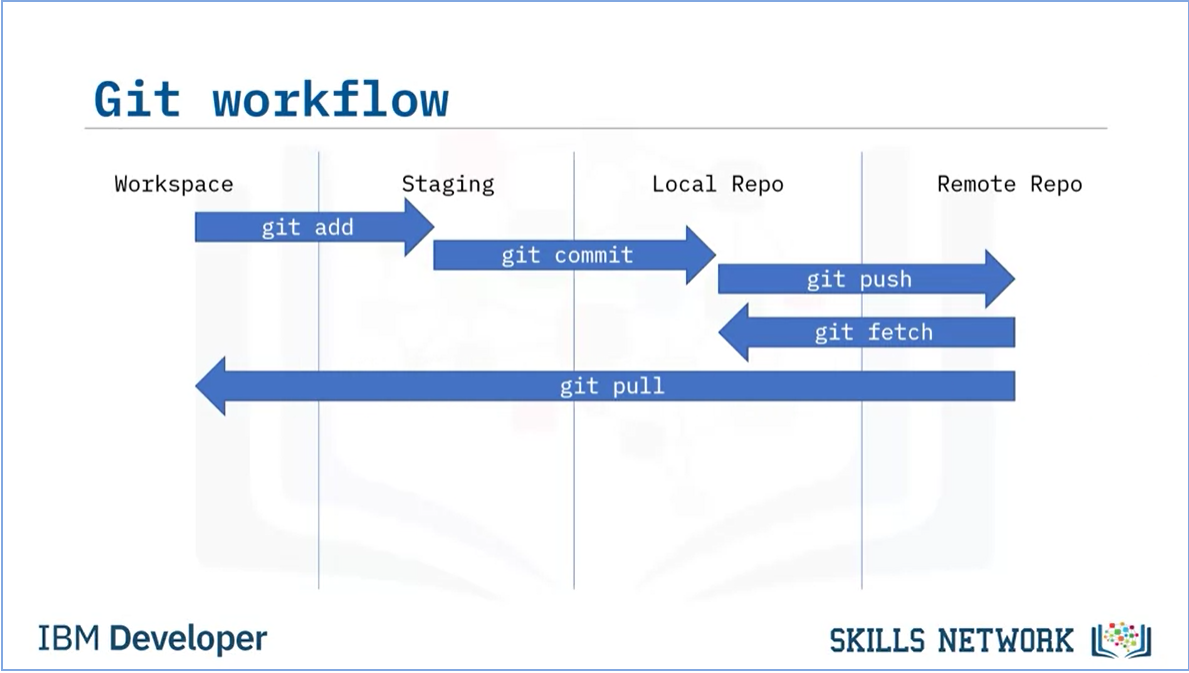 Git workflow
Workspace
Staging
Local Repo
Remote Repo
git add
git commit
git push
git fetch
git pull
IBM Developer
SKILLS NETWORK